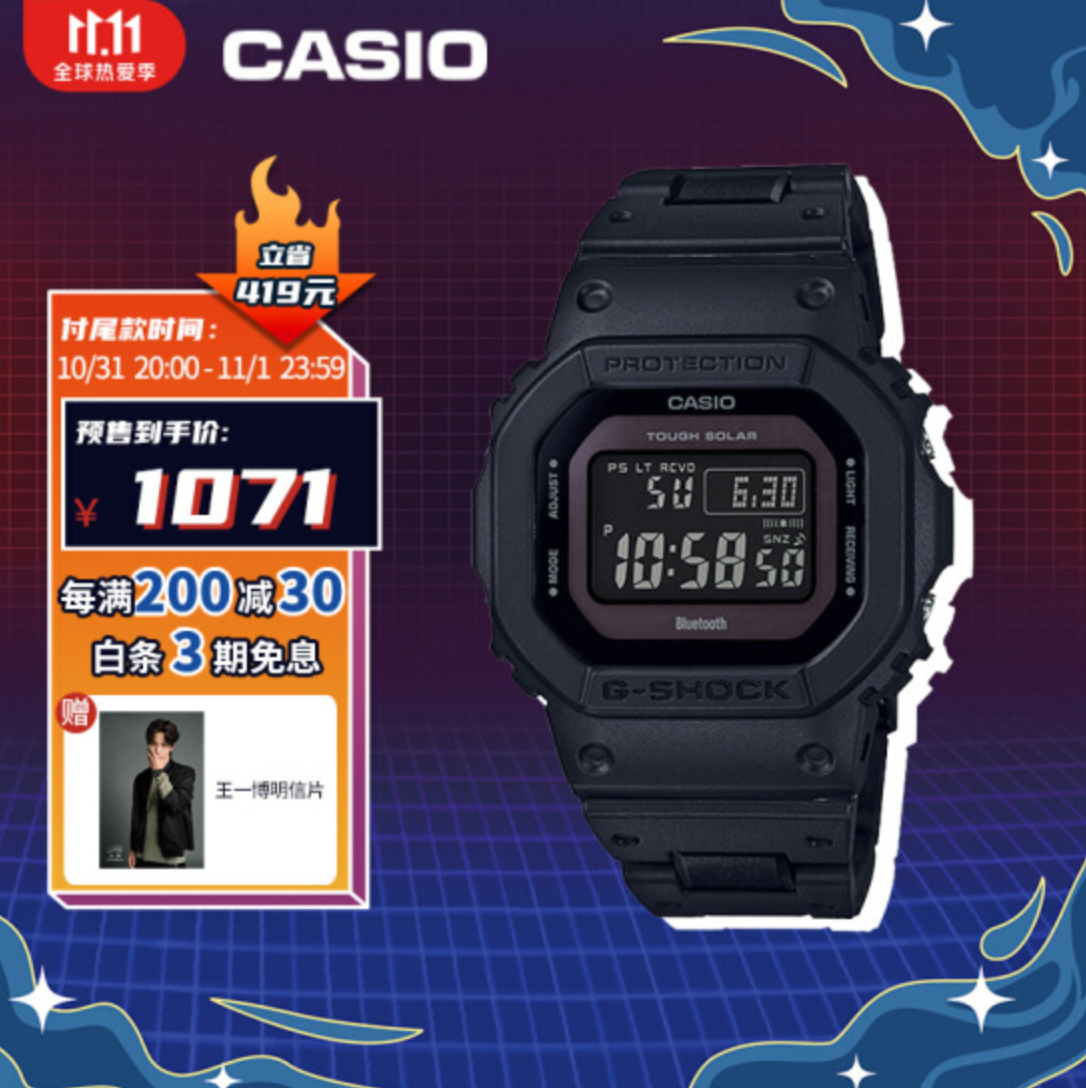 11.11
全球热爱季
CASIO
立省
419元
付尾款时间：
10/31 20:00-11/1 23:59
预售到手价:
¥ 1071
每满200减30
白条3期免息
赠
王一博明信片
PROTECTION
CASIO
TOUGH SOLAR
PS LT RCVD
SU 6.30
SNZ
P 10:58 50
ADJUST
MODE
LIGHT
RECEIVING
Bluetooth
G-SHOCK